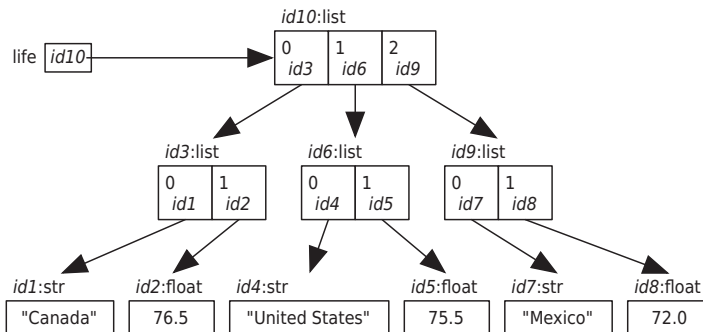 id10:list
life id10
0 1 2
id3 id6 id9
id3:list id6:list id9:list
0 1 0 1 0 1
id1 id2 id4 id5 id7 id8
id1:str id2:float id4:str id5:float id7:str id8:float
"Canada" 76.5 "United States" 75.5 "Mexico" 72.0